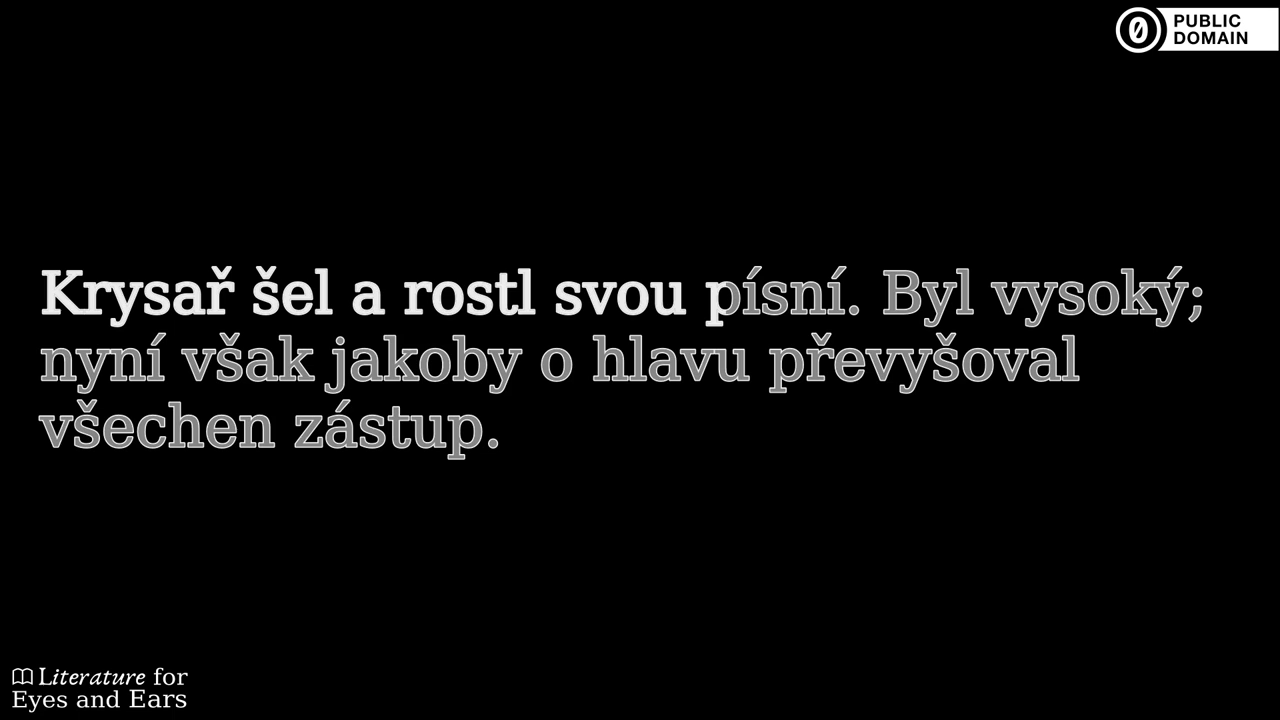 PUBLIC
DOMAIN
Krysař šel a rostl svou písní. Byl vysoký;
nyní však jakoby o hlavu převyšoval
všechen zástup.
Literature for
Eyes and Ears